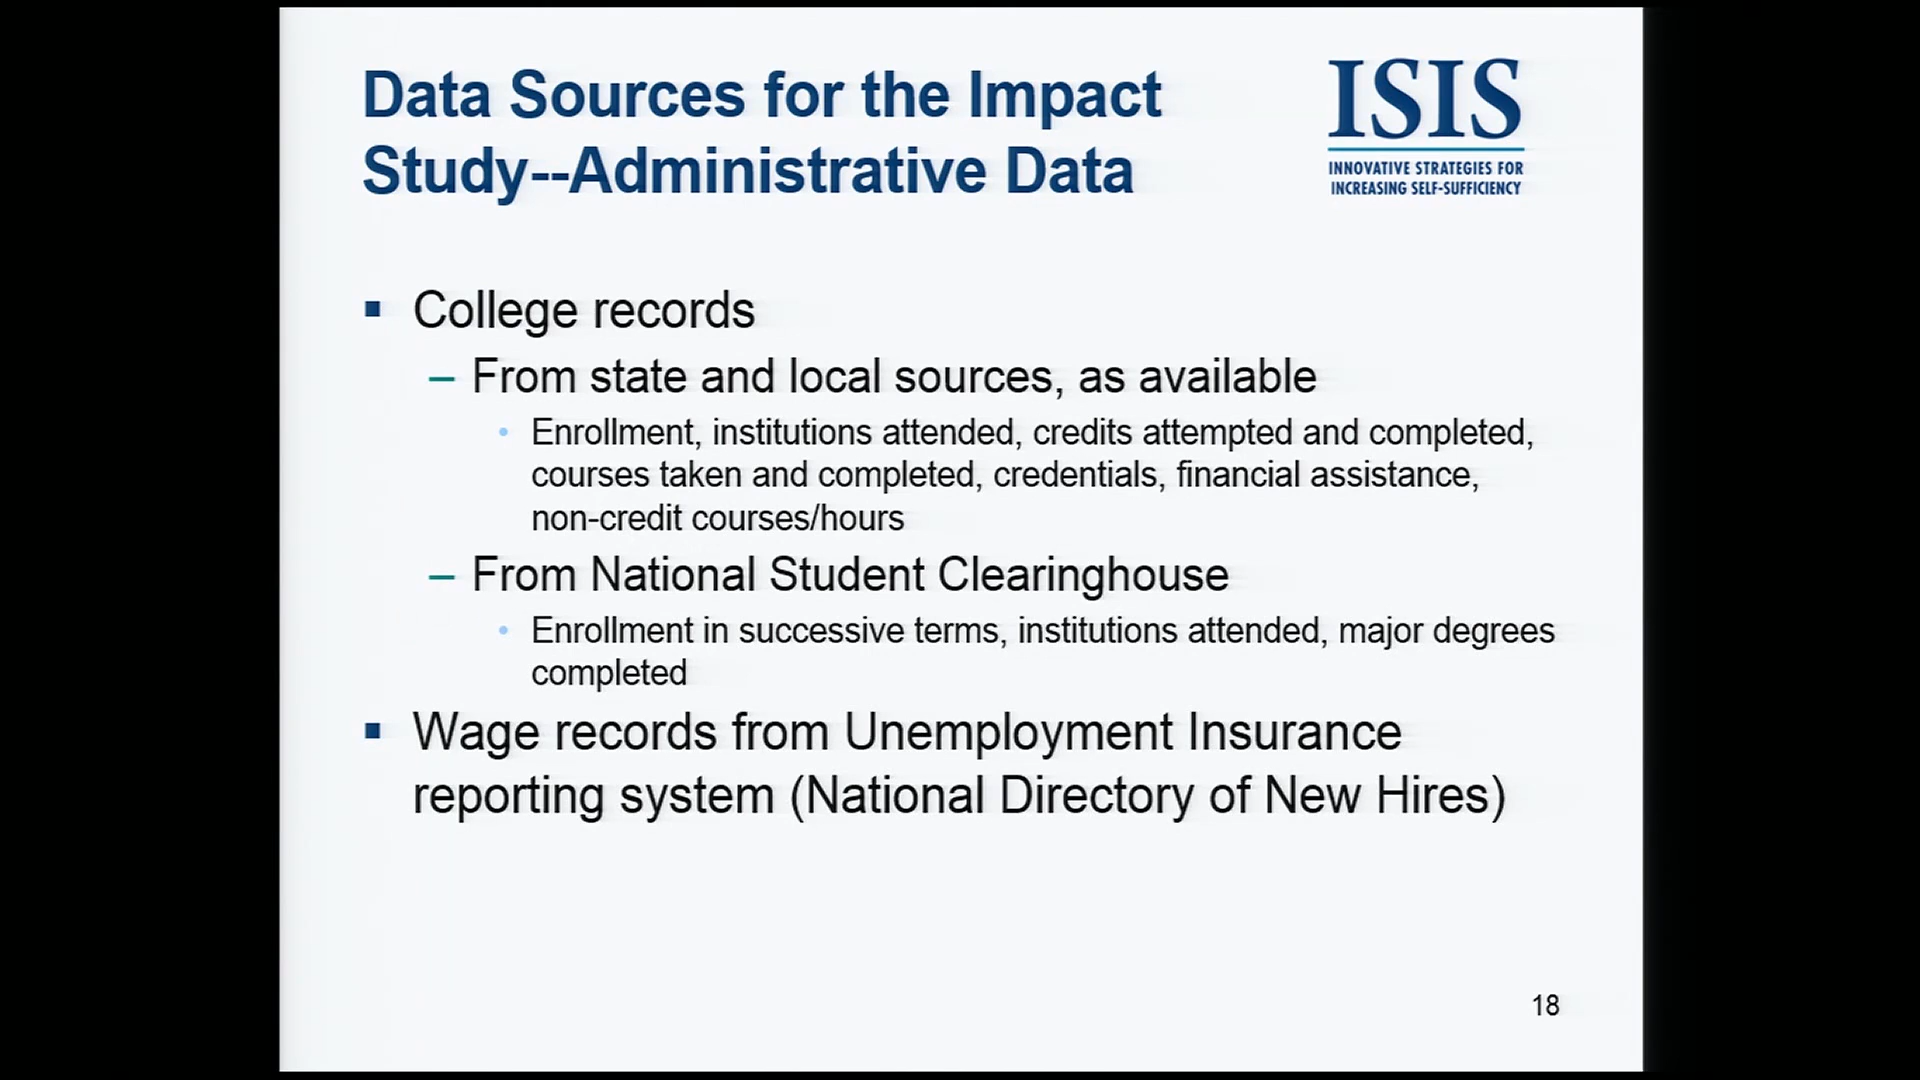 Data Sources for the Impact
Study--Administrative Data
ISIS
INNOVATIVE STRATEGIES FOR
INCREASING SELF-SUFFICIENCY
▪ College records
– From state and local sources, as available
• Enrollment, institutions attended, credits attempted and completed,
courses taken and completed, credentials, financial assistance,
non-credit courses/hours
– From National Student Clearinghouse
• Enrollment in successive terms, institutions attended, major degrees
completed
▪ Wage records from Unemployment Insurance
reporting system (National Directory of New Hires)
18